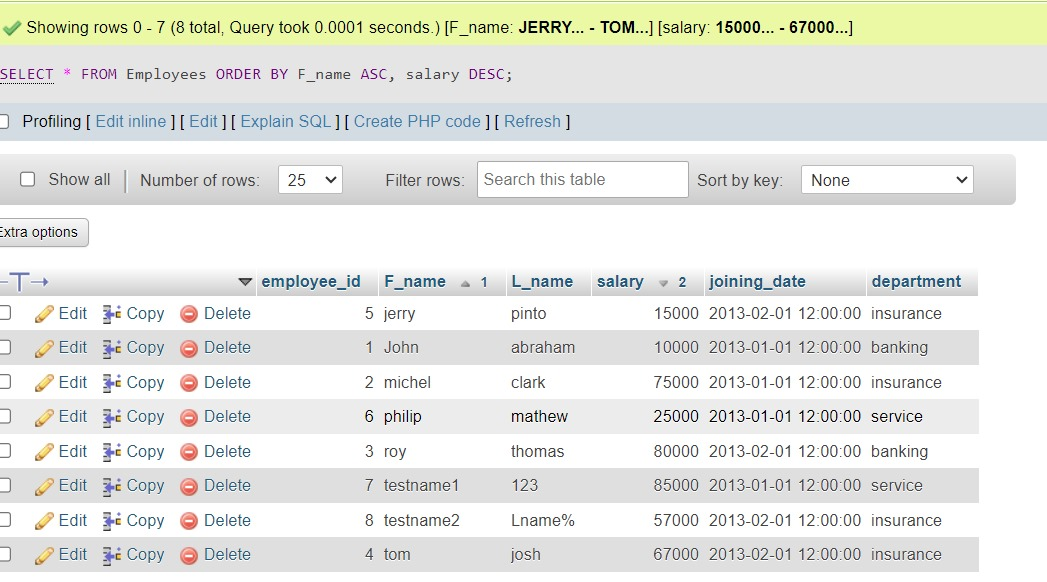 Showing rows 0 - 7 (8 total, Query took 0.0001 seconds.) [F_name: JERRY... - TOM...] [salary: 15000... - 67000...]
SELECT * FROM Employees ORDER BY F_name ASC, salary DESC;
Profiling [ Edit inline ] [ Edit ] [ Explain SQL ] [ Create PHP code ] [ Refresh ]
Show all Number of rows: 25 Filter rows: Search this table Sort by key: None
Extra options
employee_id F_name 1 L_name salary 2 joining_date department
Edit Copy Delete 5 jerry pinto 15000 2013-02-01 12:00:00 insurance
Edit Copy Delete 1 John abraham 10000 2013-01-01 12:00:00 banking
Edit Copy Delete 2 michel clark 75000 2013-01-01 12:00:00 insurance
Edit Copy Delete 6 philip mathew 25000 2013-01-01 12:00:00 service
Edit Copy Delete 3 roy thomas 80000 2013-02-01 12:00:00 banking
Edit Copy Delete 7 testname1 123 85000 2013-01-01 12:00:00 service
Edit Copy Delete 8 testname2 Lname% 57000 2013-02-01 12:00:00 insurance
Edit Copy Delete 4 tom josh 67000 2013-02-01 12:00:00 insurance